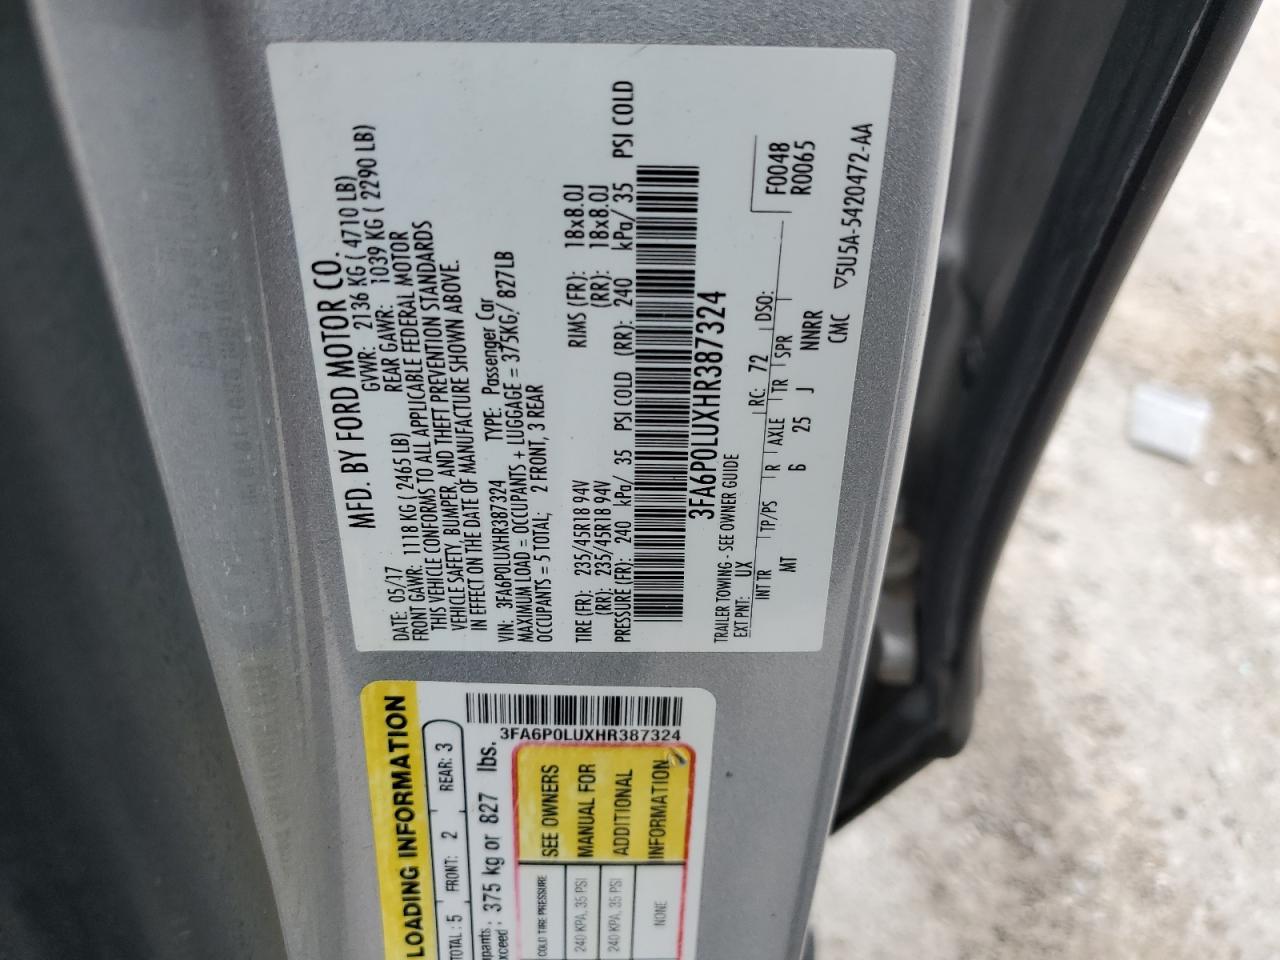 MFD. BY FORD MOTOR CO.
DATE: 05/17 GVWR: 2136 KG ( 4710 LB)
FRONT GAWR: 1118 KG ( 2465 LB) REAR GAWR: 1039 KG ( 2290 LB)
THIS VEHICLE CONFORMS TO ALL APPLICABLE FEDERAL MOTOR
VEHICLE SAFETY, BUMPER, AND THEFT PREVENTION STANDARDS
IN EFFECT ON THE DATE OF MANUFACTURE SHOWN ABOVE.
VIN: 3FA6P0LUXHR387324 TYPE: Passenger Car
MAXIMUM LOAD = OCCUPANTS + LUGGAGE = 375KG/ 827LB
OCCUPANTS = 5 TOTAL; 2 FRONT, 3 REAR
TIRE (FR): 235/45R18 94V RIMS (FR): 18x8.0J
(RR): 235/45R18 94V (RR): 18x8.0J
PRESSURE (FR): 240 kPa/ 35 PSI COLD (RR): 240 kPa/ 35 PSI COLD
3FA6P0LUXHR387324
TRAILER TOWING - SEE OWNER GUIDE
EXT PNT: UX RC: 72 DSO: F0048
R0065
INT TR TP/PS R AXLE TR SPR
MT 6 25 J NNRR
CMC ▽5U5A-5420472-AA
LOADING INFORMATION
TOTAL : 5 FRONT: 2 REAR: 3
375 kg or 827 lbs.
3FA6P0LUXHR387324
COLD TIRE PRESSURE
240 KPA, 35 PSI
240 KPA, 35 PSI
NONE
SEE OWNERS
MANUAL FOR
ADDITIONAL
INFORMATION